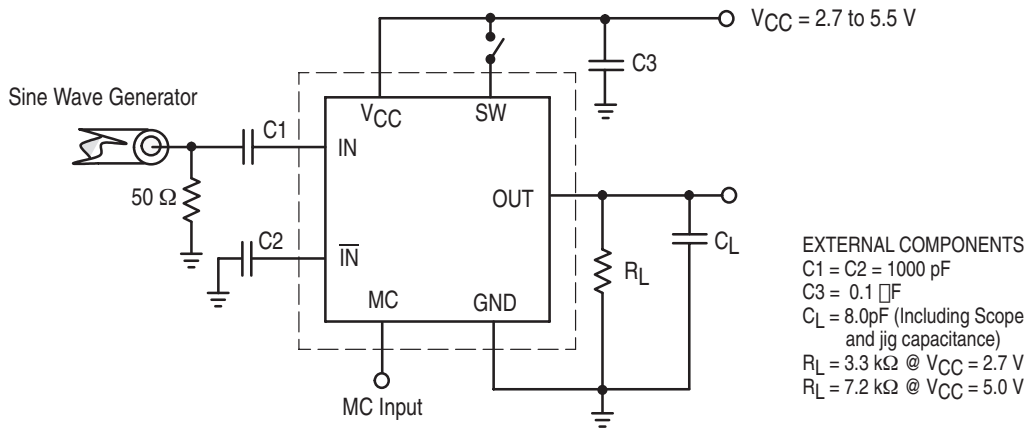 VCC = 2.7 to 5.5 V
C3
Sine Wave Generator
VCC
SW
C1
IN
50 Ω
OUT
C2
IN
RL
CL
MC
GND
MC Input
EXTERNAL COMPONENTS
C1 = C2 = 1000 pF
C3 = 0.1 □F
CL = 8.0pF (Including Scope
and jig capacitance)
RL = 3.3 kΩ @ VCC = 2.7 V
RL = 7.2 kΩ @ VCC = 5.0 V